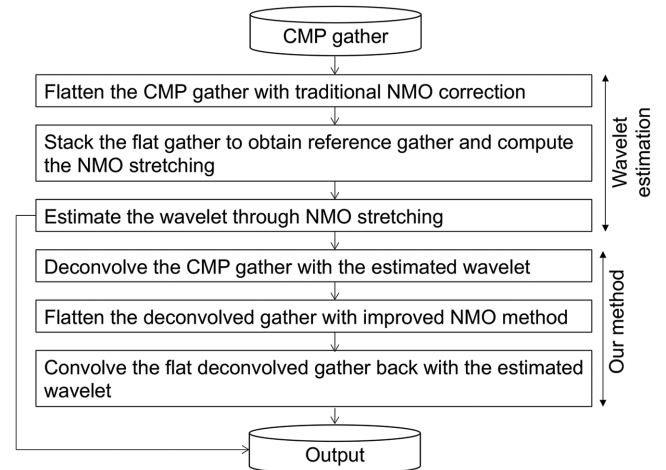 CMP gather
Flatten the CMP gather with traditional NMO correction
Stack the flat gather to obtain reference gather and compute
the NMO stretching
Estimate the wavelet through NMO stretching
Wavelet
estimation
Deconvolve the CMP gather with the estimated wavelet
Flatten the deconvolved gather with improved NMO method
Convolve the flat deconvolved gather back with the estimated
wavelet
Our method
Output